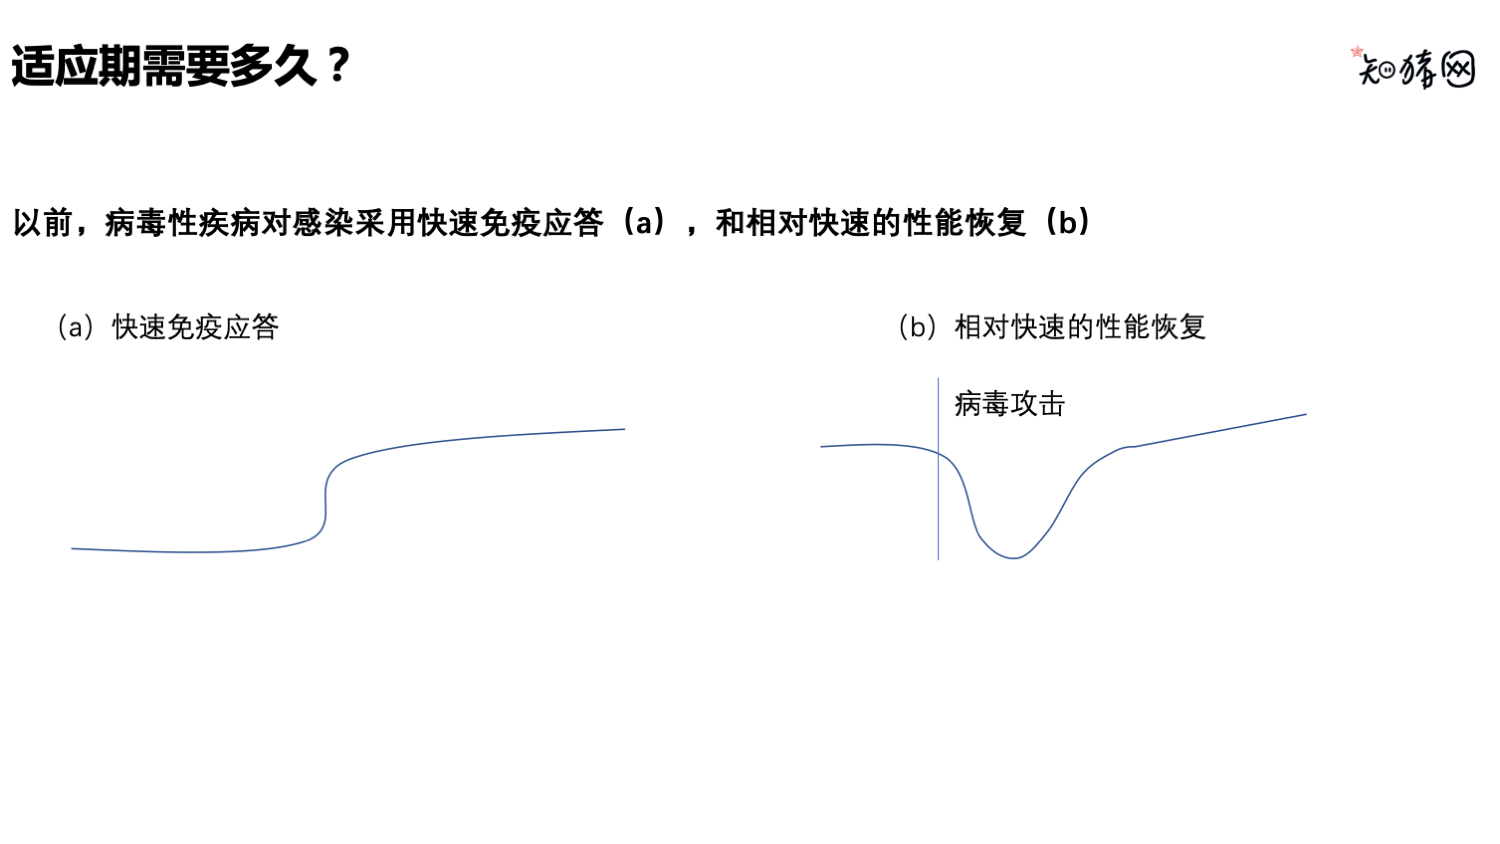 适应期需要多久？
知猪网
以前，病毒性疾病对感染采用快速免疫应答（a），和相对快速的性能恢复（b）
（a）快速免疫应答
（b）相对快速的性能恢复
病毒攻击